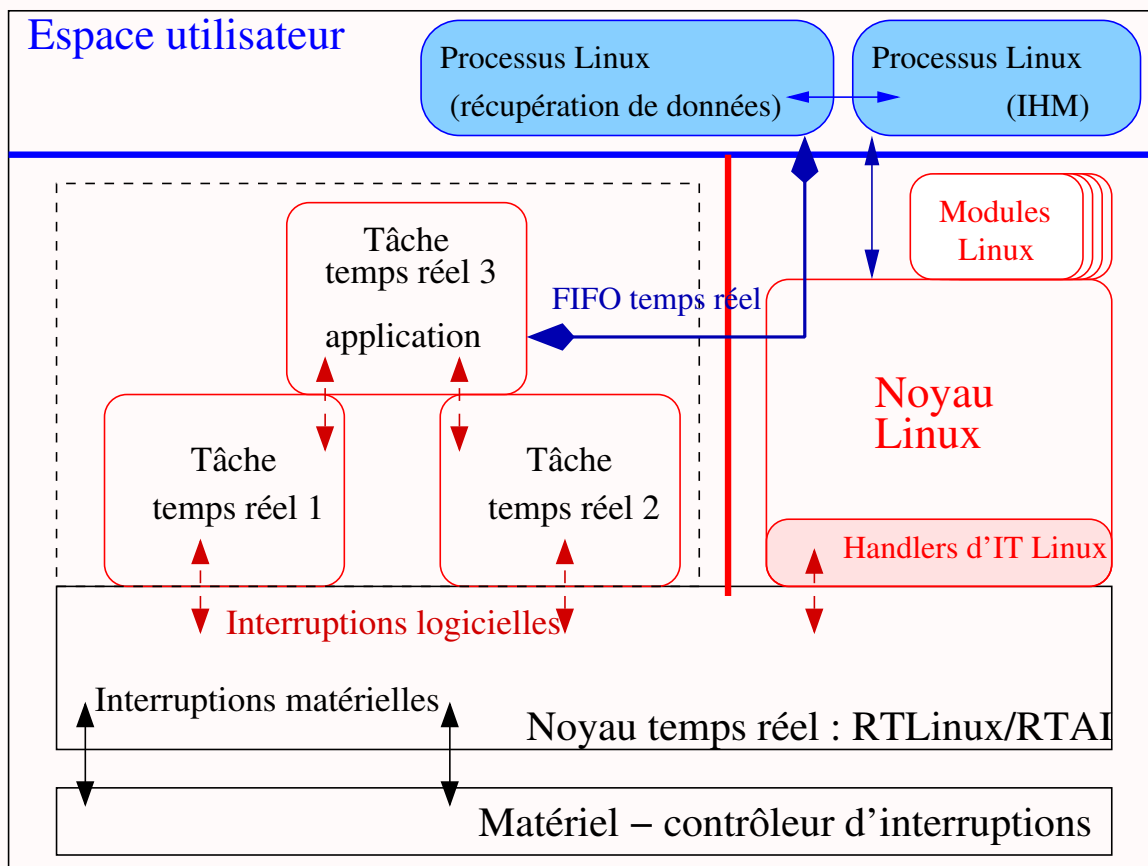 Espace utilisateur
Processus Linux
(récupération de données)
Processus Linux
(IHM)
Modules
Linux
Tâche
temps réel 3
application
FIFO temps réel
Noyau
Linux
Tâche
temps réel 1
Tâche
temps réel 2
Handlers d'IT Linux
Interruptions logicielles
Interruptions matérielles
Noyau temps réel : RTLinux/RTAI
Matériel − contrôleur d'interruptions